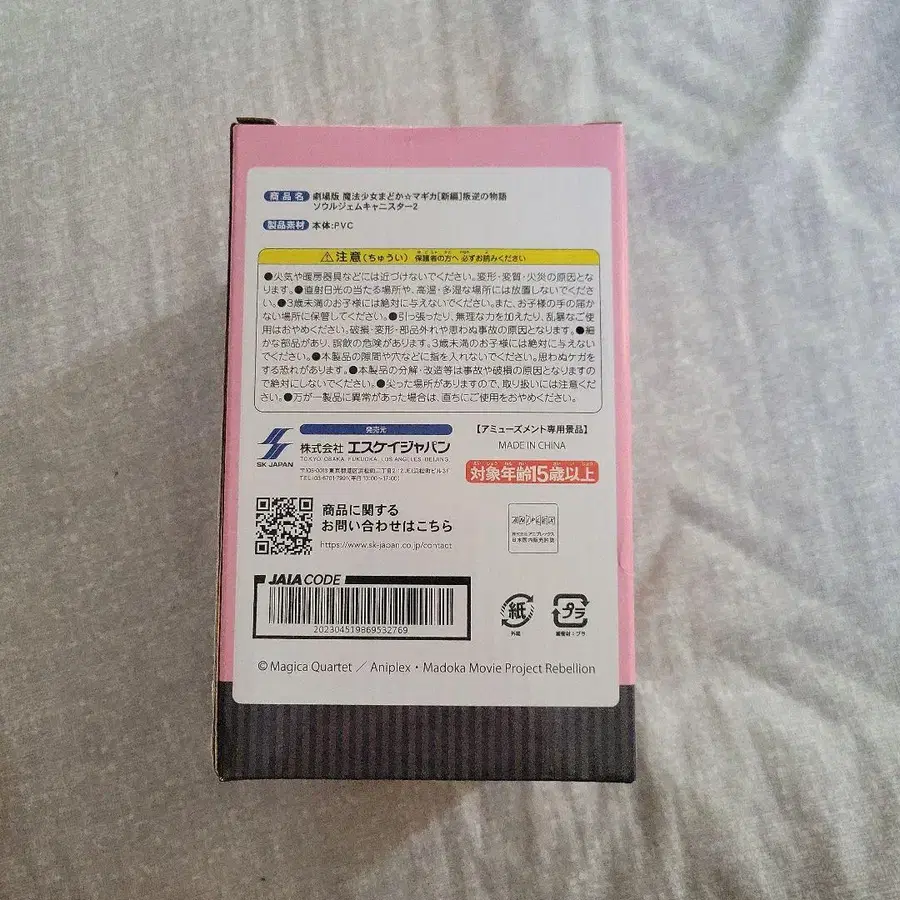 商品名 劇場版 魔法少女まどか☆マギカ[新編]叛逆の物語
ソウルジェムキャニスター2
製品素材 本体:PVC
⚠注意(ちゅうい) 保護者の方へ 必ずお読みください
●火気や暖房器具などには近づけないでください。変形・変質・火災の原因とな
ります。●直射日光の当たる場所や、高温・多湿な場所には放置しないでくださ
い。●3歳未満のお子様には絶対に与えないでください。また、お子様の手の届か
ない場所に保管してください。●引っ張ったり、無理な力を加えたり、乱暴なご使
用はおやめください。破損・変形・部品外れや思わぬ事故の原因となります。●細
かな部品があり、誤飲の危険があります。3歳未満のお子様には絶対に与えない
でください。●本製品の隙間や穴などに指を入れないでください。思わぬケガを
する恐れがあります。●本製品の分解・改造等は事故や破損の原因となりますの
で絶対にしないでください。●尖った場所がありますので、取り扱いには注意くだ
さい。●万が一製品に異常があった場合は、直ちにご使用をおやめください。
発売元
SK JAPAN
株式会社 エスケイジャパン
TOKYO, OSAKA, FUKUOKA, LOS ANGELES, BEIJING
【アミューズメント専用景品】
MADE IN CHINA
対象年齢15歳以上
商品に関する
お問い合わせはこちら
https://www.sk-japan.co.jp/contact
ANIPLEX
株式会社アニプレックス
日本国内販売許諾
JAIA CODE
202304519869532769
紙
外紙
プラ
©Magica Quartet / Aniplex・Madoka Movie Project Rebellion